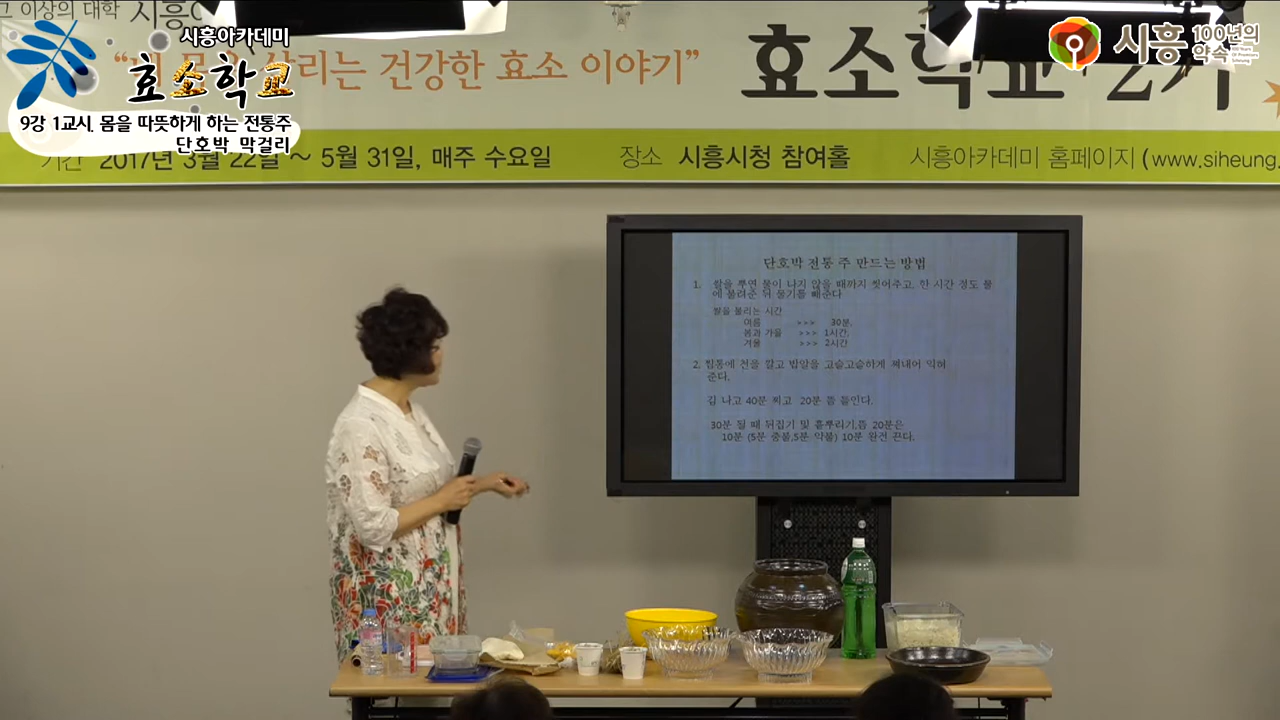 그 이상의 대학 시흥
시흥아카데미
효소학교
9강 1교시. 몸을 따뜻하게 하는 전통주
단호박 막걸리
리는 건강한 효소 이야기”
효소학교 2기
시흥 100년의 약속
기간 2017년 3월 22일 ~ 5월 31일, 매주 수요일 장소 시흥시청 참여홀 시흥아카데미 홈페이지 (www.siheung.
단호박 전통 주 만드는 방법
1. 쌀을 뿌연 물이 나지 않을 때까지 씻어주고, 한 시간 정도 물
에 불려준 뒤 물기를 빼준다
쌀을 불리는 시간
여름 >>> 30분,
봄과 가을 >>> 1시간,
겨울 >>> 2시간
2. 찜통에 천을 깔고 밥알을 고슬고슬하게 쪄내어 익혀
준다.
김 나고 40분 찌고 20분 뜸 들인다.
30분 될 때 뒤집기 및 흩뿌리기,뜸 20분은
10분 (5분 중불,5분 약불) 10분 완전 끈다.